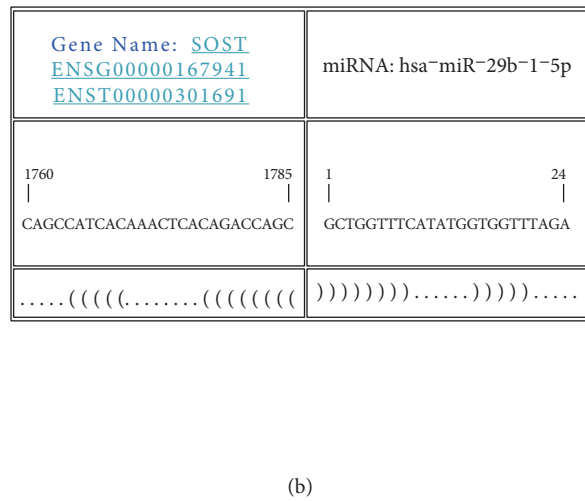 Gene Name: SOST
ENSG00000167941
ENST00000301691
miRNA: hsa-miR-29b-1-5p
1760 1785
CAGCCATCACAAACTCACAGACCAGC
1 24
GCTGGTTTCATATGGTGGTTTAGA
.....(((((........((((((((
))))))))......))))).....
(b)